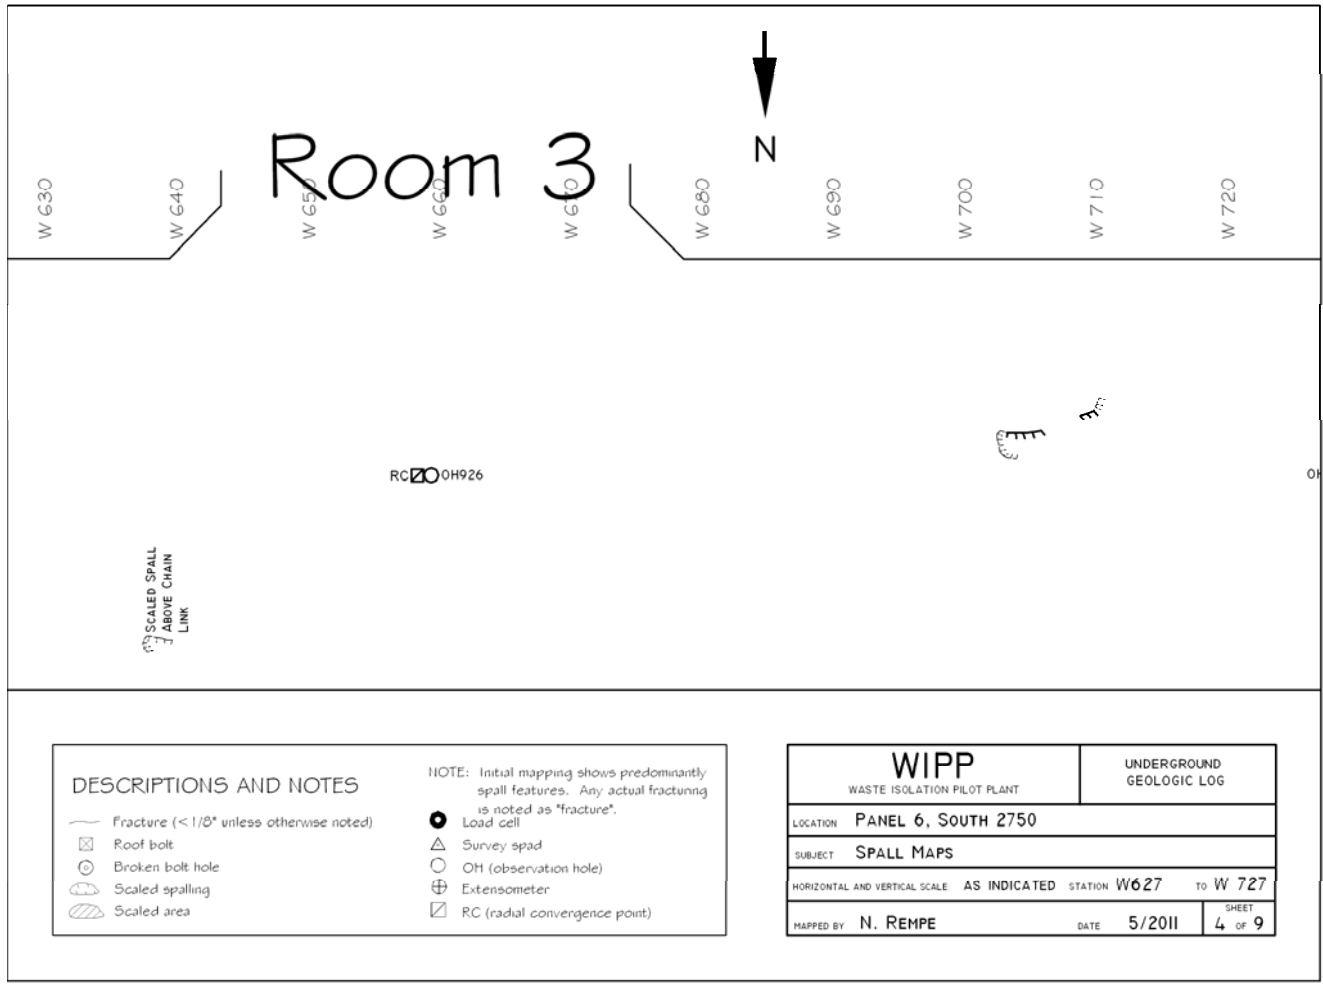 N
Room 3
W 630
W 640
W 650
W 660
W 670
W 680
W 690
W 700
W 710
W 720
RC OH926
SCALED SPALL
ABOVE CHAIN
LINK
DESCRIPTIONS AND NOTES
Fracture (<1/8" unless otherwise noted)
Roof bolt
Broken bolt hole
Scaled spalling
Scaled area
NOTE: Initial mapping shows predominantly
spall features. Any actual fracturing
is noted as "fracture".
Load cell
Survey spad
OH (observation hole)
Extensometer
RC (radial convergence point)
WIPP
WASTE ISOLATION PILOT PLANT
UNDERGROUND
GEOLOGIC LOG
LOCATION PANEL 6, SOUTH 2750
SUBJECT SPALL MAPS
HORIZONTAL AND VERTICAL SCALE AS INDICATED STATION W627 TO W 727
MAPPED BY N. REMPE DATE 5/2011
SHEET
4 OF 9